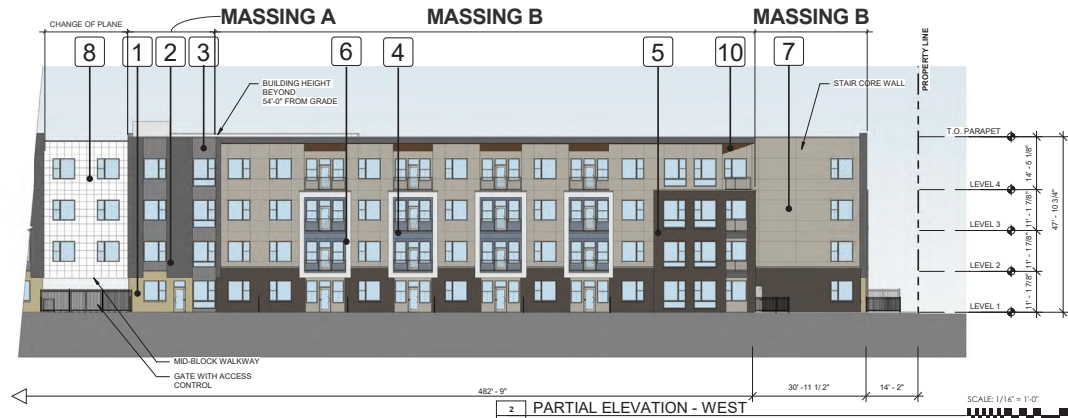 MASSING A
MASSING B
MASSING B
CHANGE OF PLANE
8
1
2
3
6
4
5
10
7
PROPERTY LINE
BUILDING HEIGHT
BEYOND
54'-0" FROM GRADE
STAIR CORE WALL
T.O. PARAPET
14' - 5 1/8"
LEVEL 4
11' - 1 7/8"
LEVEL 3
11' - 1 7/8"
LEVEL 2
11' - 1 7/8"
LEVEL 1
47' - 10 3/4"
MID-BLOCK WALKWAY
GATE WITH ACCESS
CONTROL
482' - 9"
30' -11 1/2"
14' - 2"
2 PARTIAL ELEVATION - WEST
SCALE: 1/16" = 1'-0"